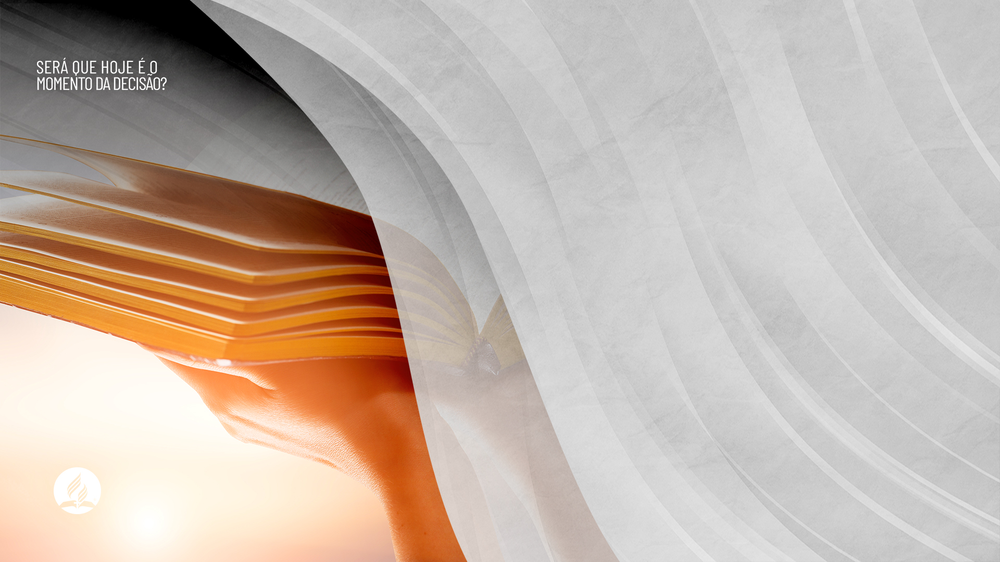 SERÁ QUE HOJE É O
MOMENTO DA DECISÃO?